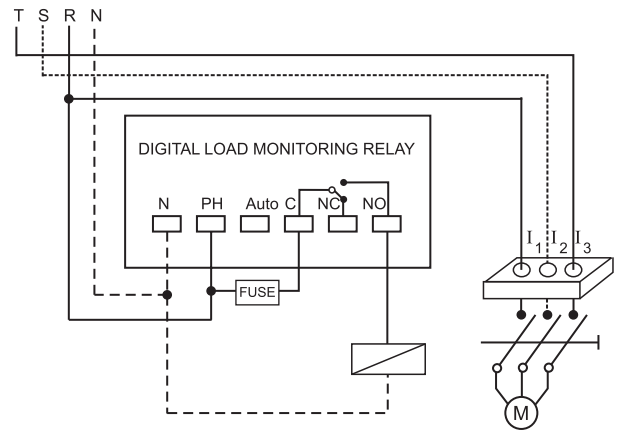 T S R N
DIGITAL LOAD MONITORING RELAY
N PH Auto C NC NO
I1 I2 I3
FUSE
M